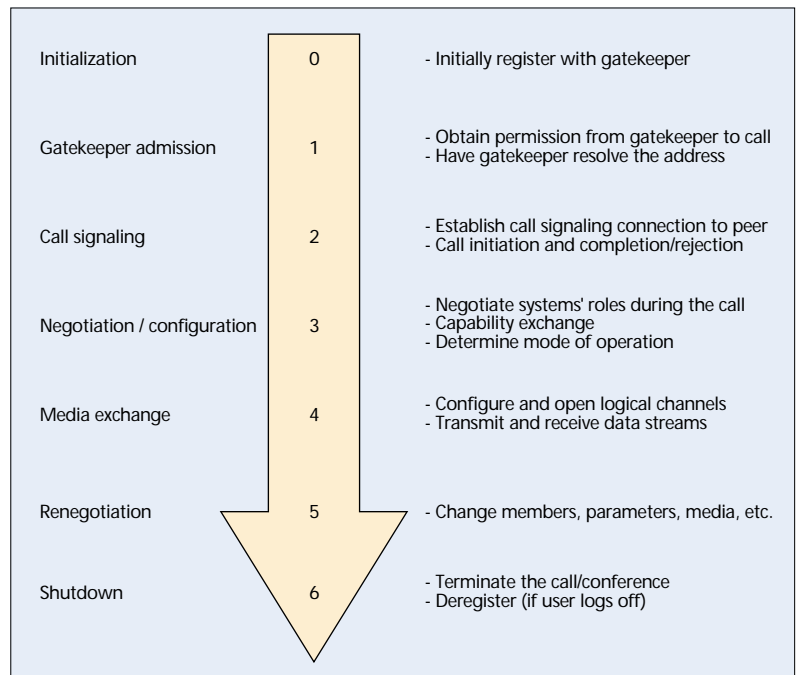 Initialization 0 - Initially register with gatekeeper
Gatekeeper admission 1 - Obtain permission from gatekeeper to call
- Have gatekeeper resolve the address
Call signaling 2 - Establish call signaling connection to peer
- Call initiation and completion/rejection
Negotiation / configuration 3 - Negotiate systems' roles during the call
- Capability exchange
- Determine mode of operation
Media exchange 4 - Configure and open logical channels
- Transmit and receive data streams
Renegotiation 5 - Change members, parameters, media, etc.
Shutdown 6 - Terminate the call/conference
- Deregister (if user logs off)